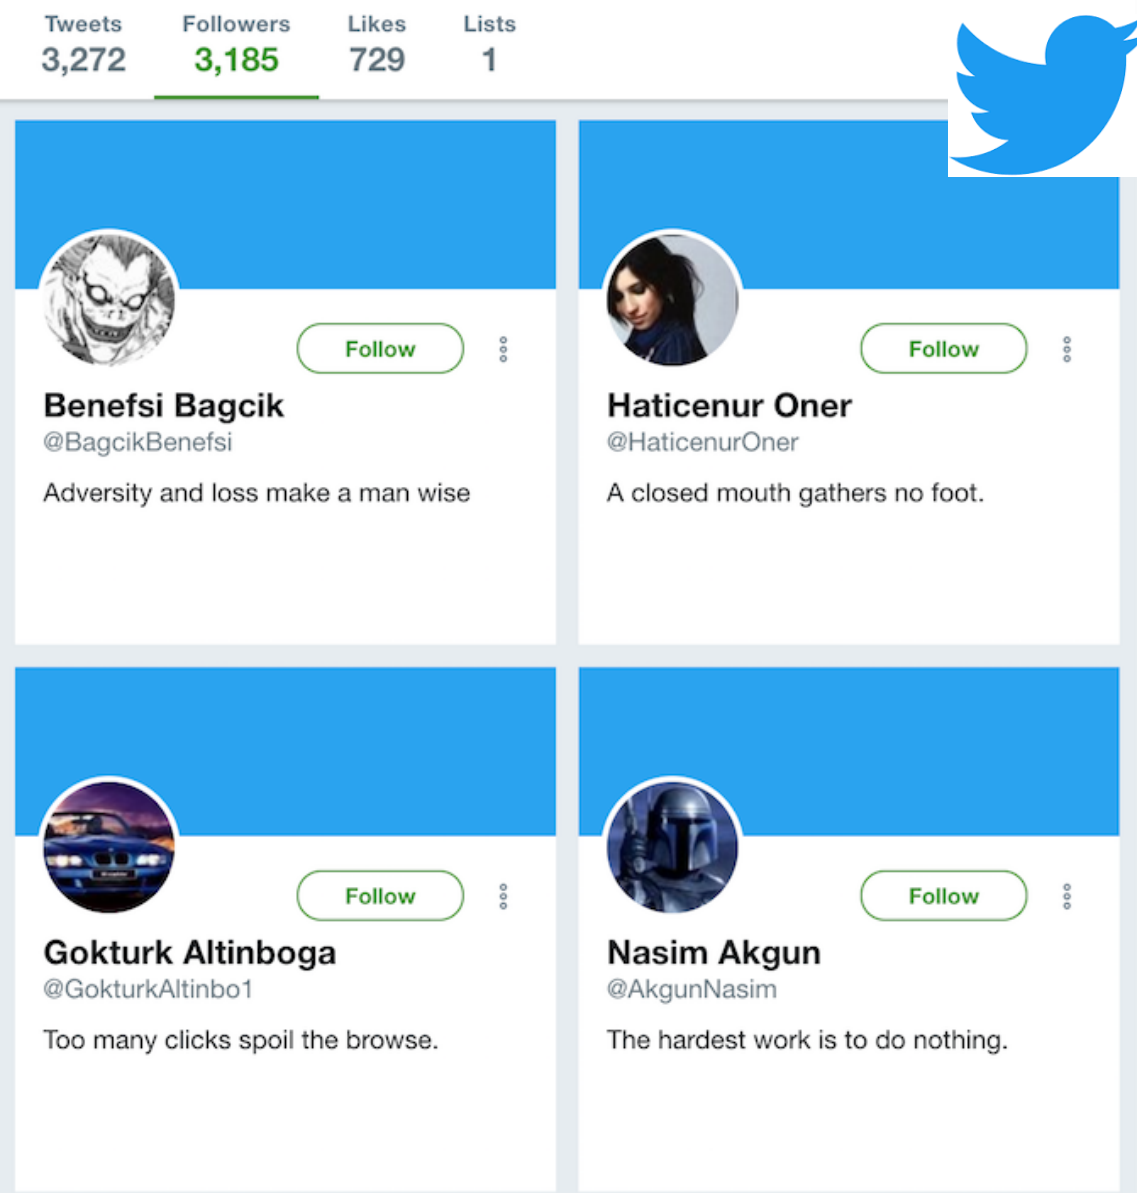 Tweets Followers Likes Lists
3,272 3,185 729 1
Follow
Benefsi Bagcik
@BagcikBenefsi
Adversity and loss make a man wise
Follow
Haticenur Oner
@HaticenurOner
A closed mouth gathers no foot.
Follow
Gokturk Altinboga
@GokturkAltinbo1
Too many clicks spoil the browse.
Follow
Nasim Akgun
@AkgunNasim
The hardest work is to do nothing.